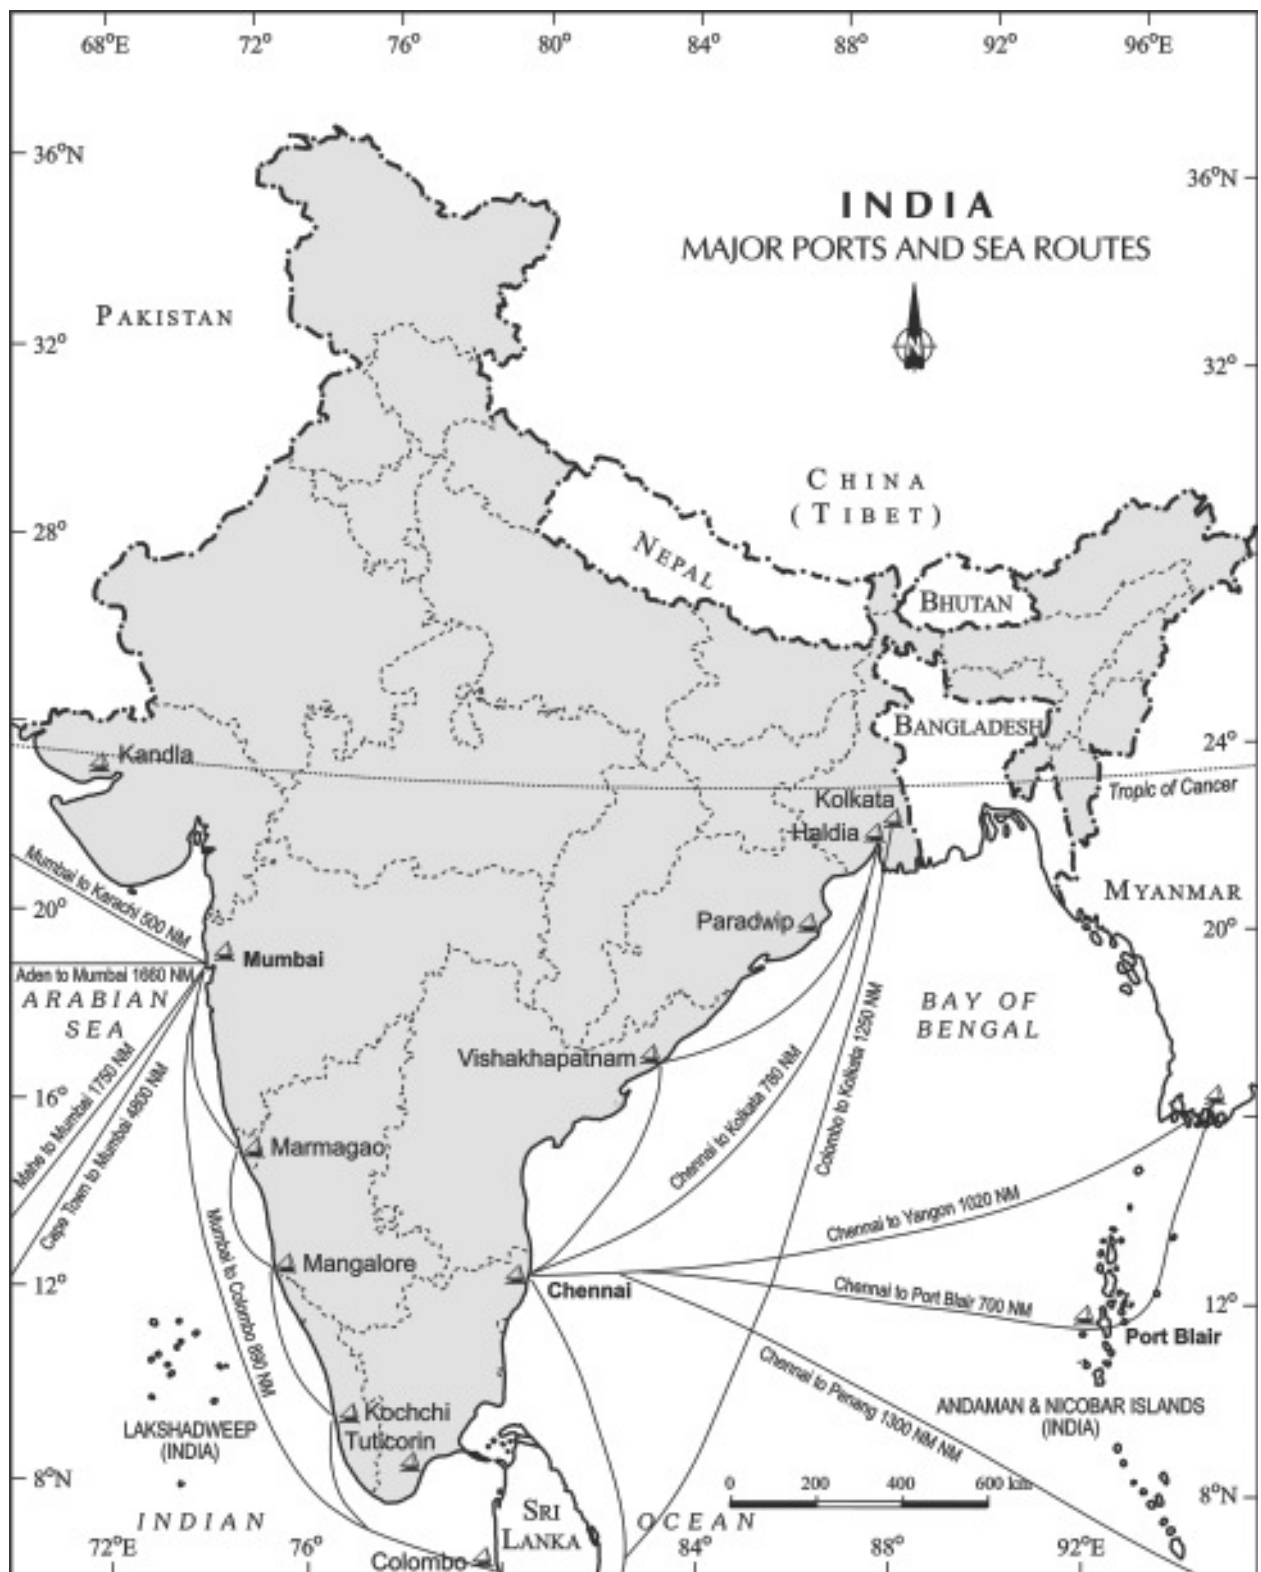 68°E 72° 76° 80° 84° 88° 92° 96°E
36°N
36°N
INDIA
MAJOR PORTS AND SEA ROUTES
N
PAKISTAN
32°
32°
CHINA
(TIBET)
28°
NEPAL
BHUTAN
BANGLADESH
Kandla
24°
Tropic of Cancer
Kolkata
Haldia
Mumbai to Karachi 500 NM
MYANMAR
20°
20°
Paradwip
Mumbai
Aden to Mumbai 1660 NM
ARABIAN
SEA
BAY OF
BENGAL
Vishakhapatnam
Colombo to Kolkata 1250 NM
Chennai to Kolkata 780 NM
16°
Mahe to Mumbai 1750 NM
Cape Town to Mumbai 4800 NM
Marmagao
Chennai to Yangon 1020 NM
Mumbai to Colombo 890 NM
Mangalore
12°
Chennai
Chennai to Port Blair 700 NM
12°
Port Blair
Chennai to Penang 1300 NM NM
LAKSHADWEEP
(INDIA)
Kochchi
Tuticorin
ANDAMAN & NICOBAR ISLANDS
(INDIA)
8°N
0 200 400 600 km
8°N
INDIAN
SRI
LANKA
OCEAN
Colombo
72°E 76° 84° 88° 92°E